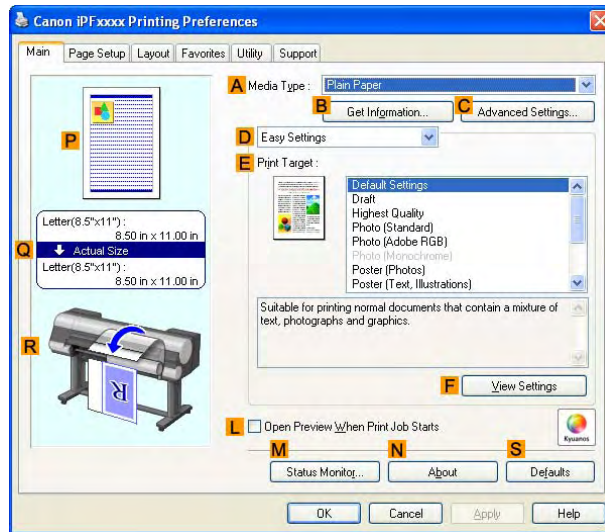 Canon iPFxxxx Printing Preferences
Main Page Setup Layout Favorites Utility Support
A Media Type : Plain Paper
B Get Information... C Advanced Settings...
D Easy Settings
E Print Target :
P
Default Settings
Draft
Highest Quality
Photo (Standard)
Photo (Adobe RGB)
Photo (Monochrome)
Poster (Photos)
Poster (Text, Illustrations)
Letter(8.5"x11") :
8.50 in x 11.00 in
Q Actual Size
Letter(8.5"x11") :
8.50 in x 11.00 in
Suitable for printing normal documents that contain a mixture of
text, photographs and graphics.
R
R
F View Settings
L Open Preview When Print Job Starts
Kyuanos
M Status Monitor... N About S Defaults
OK Cancel Apply Help